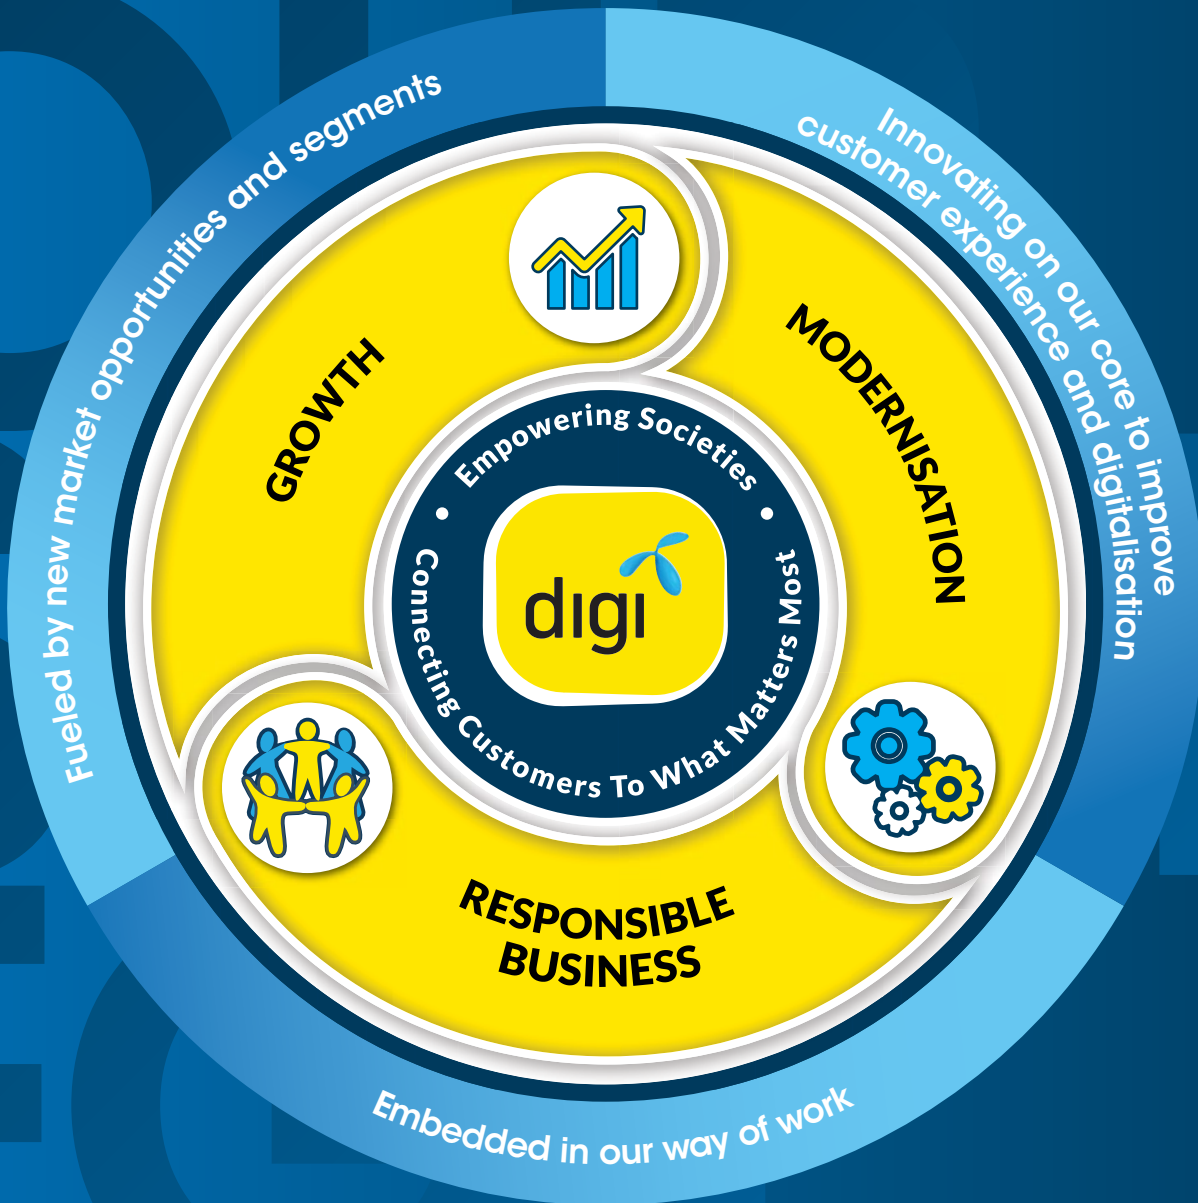 Fueled by new market opportunities and segments
Innovating on our core to improve
customer experience and digitalisation
GROWTH
MODERNISATION
Empowering Societies
digi
Connecting Customers To What Matters Most
RESPONSIBLE
BUSINESS
Embedded in our way of work